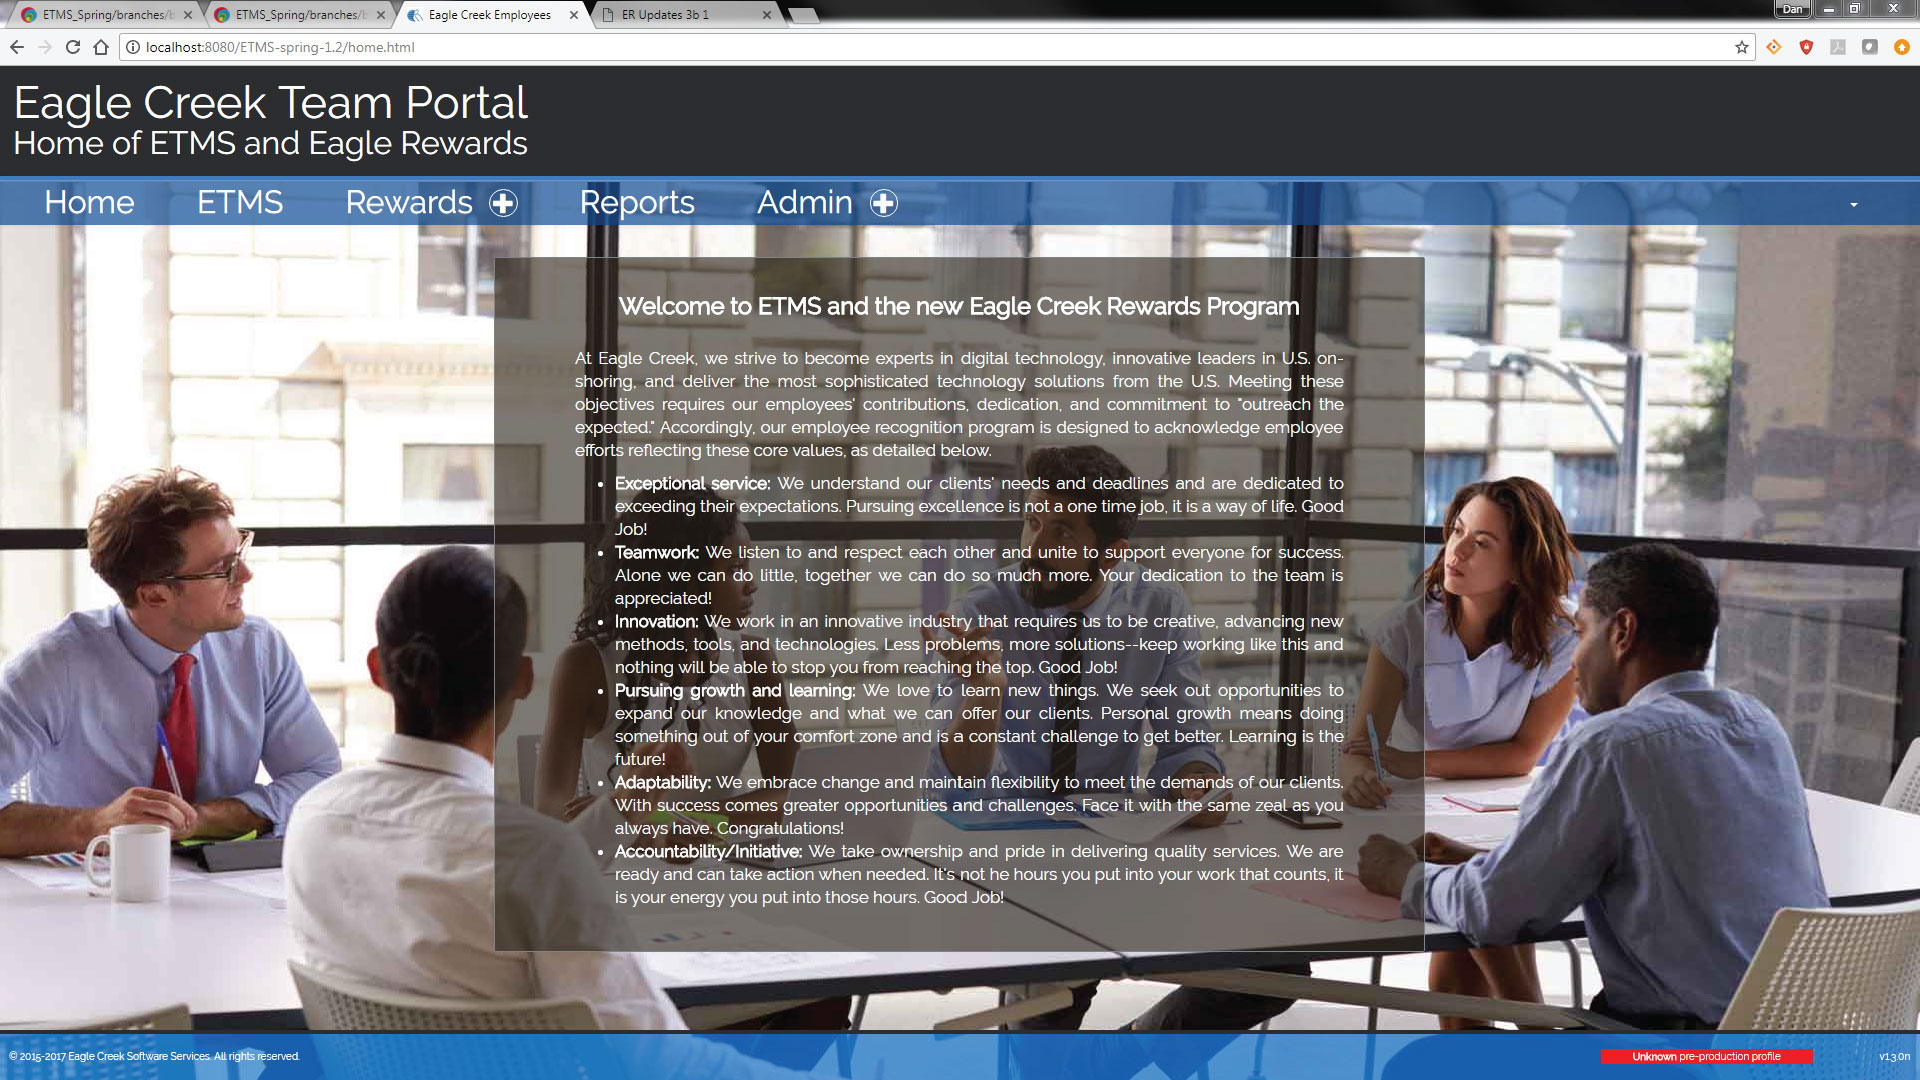 ETMS_Spring/branches/
ETMS_Spring/branches/
Eagle Creek Employees
ER Updates 3b 1
Dan
localhost:8080/ETMS-spring-1.2/home.html
Eagle Creek Team Portal
Home of ETMS and Eagle Rewards
Home
ETMS
Rewards
Reports
Admin
Welcome to ETMS and the new Eagle Creek Rewards Program
At Eagle Creek, we strive to become experts in digital technology, innovative leaders in U.S. on-
shoring, and deliver the most sophisticated technology solutions from the U.S. Meeting these
objectives requires our employees' contributions, dedication, and commitment to "outreach the
expected." Accordingly, our employee recognition program is designed to acknowledge employee
efforts reflecting these core values, as detailed below.
• Exceptional service: We understand our clients' needs and deadlines and are dedicated to
exceeding their expectations. Pursuing excellence is not a one time job, it is a way of life. Good
Job!
• Teamwork: We listen to and respect each other and unite to support everyone for success.
Alone we can do little, together we can do so much more. Your dedication to the team is
appreciated!
• Innovation: We work in an innovative industry that requires us to be creative, advancing new
methods, tools, and technologies. Less problems, more solutions--keep working like this and
nothing will be able to stop you from reaching the top. Good Job!
• Pursuing growth and learning: We love to learn new things. We seek out opportunities to
expand our knowledge and what we can offer our clients. Personal growth means doing
something out of your comfort zone and is a constant challenge to get better. Learning is the
future!
• Adaptability: We embrace change and maintain flexibility to meet the demands of our clients.
With success comes greater opportunities and challenges. Face it with the same zeal as you
always have. Congratulations!
• Accountability/Initiative: We take ownership and pride in delivering quality services. We are
ready and can take action when needed. It's not he hours you put into your work that counts, it
is your energy you put into those hours. Good Job!
© 2015-2017 Eagle Creek Software Services. All rights reserved.
Unknown pre-production profile
v1.3.0n